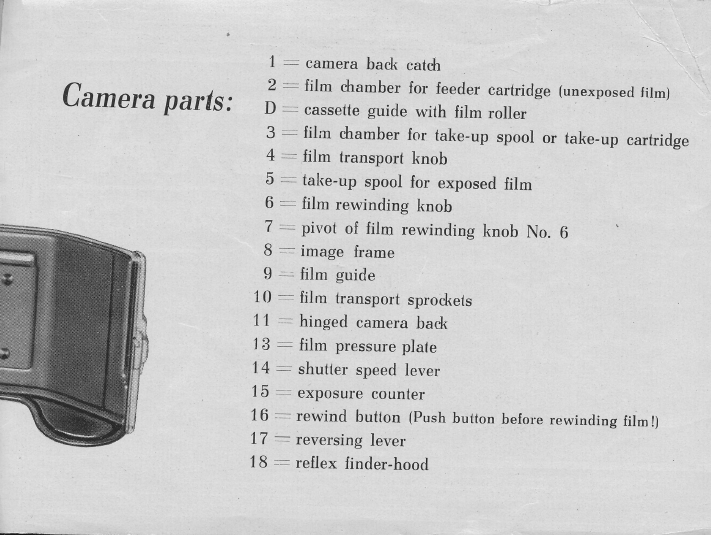 Camera parts:
1 = camera back catch
2 = film chamber for feeder cartridge (unexposed film)
D = cassette guide with film roller
3 = film chamber for take-up spool or take-up cartridge
4 = film transport knob
5 = take-up spool for exposed film
6 = film rewinding knob
7 = pivot of film rewinding knob No. 6
8 = image frame
9 = film guide
10 = film transport sprockets
11 = hinged camera back
13 = film pressure plate
14 = shutter speed lever
15 = exposure counter
16 = rewind button (Push button before rewinding film!)
17 = reversing lever
18 = reflex finder-hood